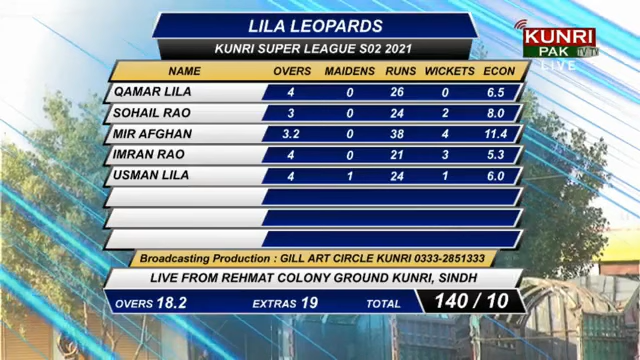 LILA LEOPARDS
KUNRI SUPER LEAGUE S02 2021
KUNRI
PAK TV
LIVE
NAME OVERS MAIDENS RUNS WICKETS ECON
QAMAR LILA 4 0 26 0 6.5
SOHAIL RAO 3 0 24 2 8.0
MIR AFGHAN 3.2 0 38 4 11.4
IMRAN RAO 4 0 21 3 5.3
USMAN LILA 4 1 24 1 6.0
Broadcasting Production : GILL ART CIRCLE KUNRI 0333-2851333
LIVE FROM REHMAT COLONY GROUND KUNRI, SINDH
OVERS 18.2 EXTRAS 19 TOTAL 140 / 10